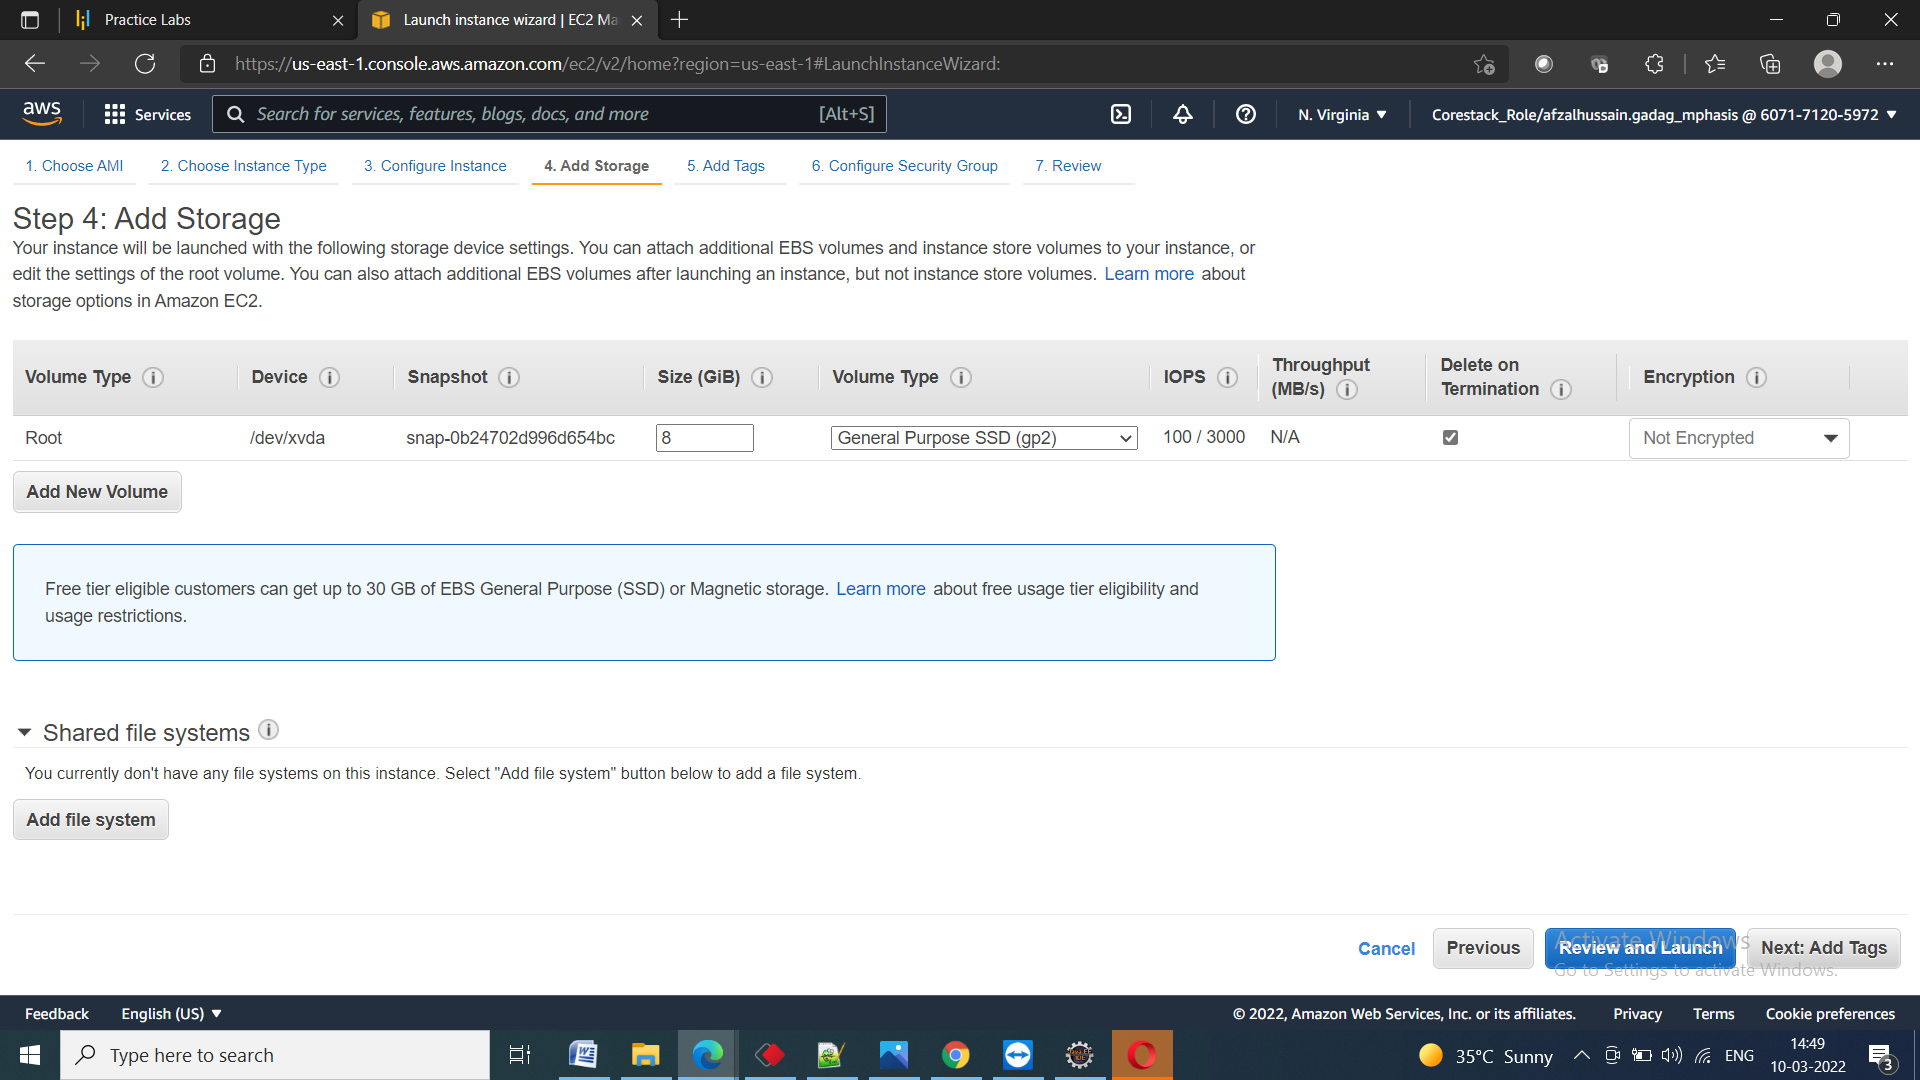 Practice Labs
Launch instance wizard | EC2 Ma
https://us-east-1.console.aws.amazon.com/ec2/v2/home?region=us-east-1#LaunchInstanceWizard:
aws
Services
Search for services, features, blogs, docs, and more
[Alt+S]
N. Virginia ▼
Corestack_Role/afzalhussain.gadag_mphasis @ 6071-7120-5972 ▼
1. Choose AMI
2. Choose Instance Type
3. Configure Instance
4. Add Storage
5. Add Tags
6. Configure Security Group
7. Review
Step 4: Add Storage
Your instance will be launched with the following storage device settings. You can attach additional EBS volumes and instance store volumes to your instance, or
edit the settings of the root volume. You can also attach additional EBS volumes after launching an instance, but not instance store volumes. Learn more about
storage options in Amazon EC2.
Volume Type
Device
Snapshot
Size (GiB)
Volume Type
IOPS
Throughput
(MB/s)
Delete on
Termination
Encryption
Root
/dev/xvda
snap-0b24702d996d654bc
8
General Purpose SSD (gp2)
100 / 3000
N/A
Not Encrypted
Add New Volume
Free tier eligible customers can get up to 30 GB of EBS General Purpose (SSD) or Magnetic storage. Learn more about free usage tier eligibility and
usage restrictions.
Shared file systems
You currently don't have any file systems on this instance. Select "Add file system" button below to add a file system.
Add file system
Cancel
Previous
Review and Launch
Next: Add Tags
Activate Windows
Go to Settings to activate Windows.
Feedback
English (US) ▼
© 2022, Amazon Web Services, Inc. or its affiliates.
Privacy
Terms
Cookie preferences
Type here to search
35°C Sunny
ENG
14:49
10-03-2022
3